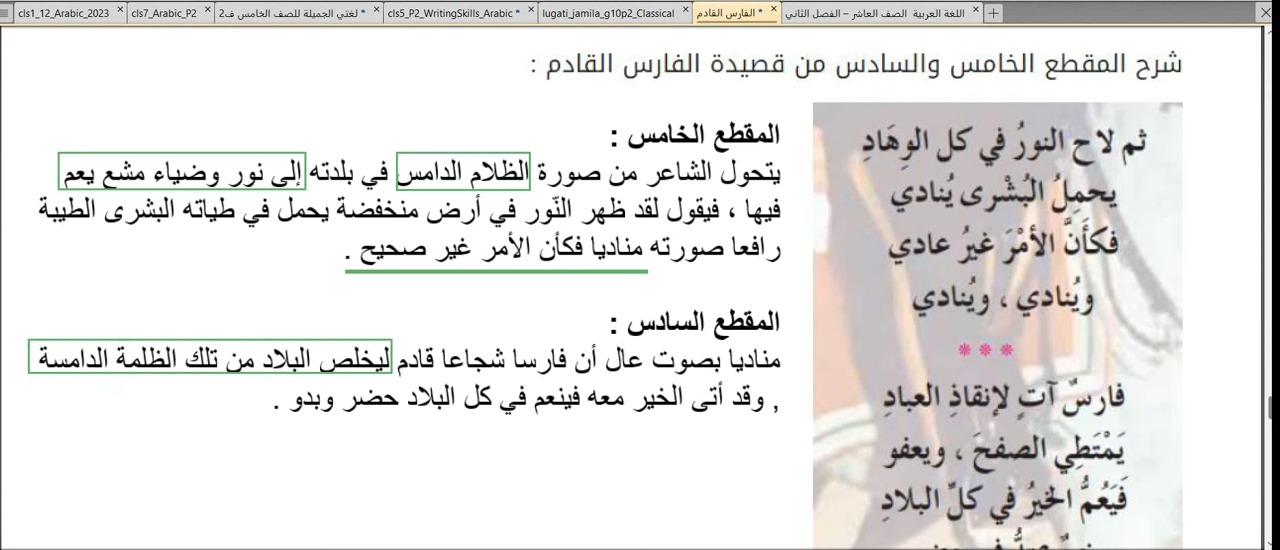 cls1_12_Arabic_2023
cls7_Arabic_P2
لغتي الجميلة للصف الخامس ف2 *
cls5_P2_WritingSkills_Arabic *
lugati_jamila_g10p2_Classical
الفارس القادم *
اللغة العربية الصف العاشر – الفصل الثاني
شرح المقطع الخامس والسادس من قصيدة الفارس القادم :
ثم لاح النورُ في كل الوِهَادِ
يحمِلُ البُشْرى يُنادي
فكأَنَّ الأمْرَ غيرُ عادي
ويُنادي ، ويُنادي
***
فارسٌ آتٍ لإنقاذِ العبادِ
يَمْتَطِي الصفحَ ، ويعفو
فَيَعُمُّ الخيرُ في كلِّ البلادِ
المقطع الخامس :
يتحول الشاعر من صورة الظلام الدامس في بلدته إلى نور وضياء مشع يعم
فيها ، فيقول لقد ظهر النّور في أرض منخفضة يحمل في طياته البشرى الطيبة
رافعا صورته مناديا فكأن الأمر غير صحيح .
المقطع السادس :
مناديا بصوت عال أن فارسا شجاعا قادم ليخلص البلاد من تلك الظلمة الدامسة
, وقد أتى الخير معه فينعم في كل البلاد حضر وبدو .